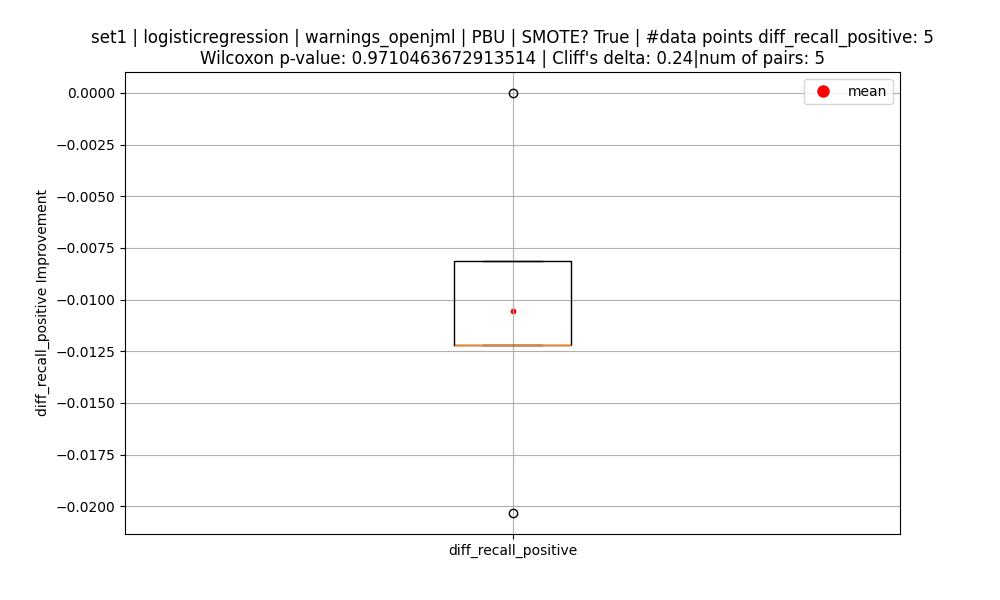 set1 | logisticregression | warnings_openjml | PBU | SMOTE? True | #data points diff_recall_positive: 5
Wilcoxon p-value: 0.9710463672913514 | Cliff's delta: 0.24|num of pairs: 5
mean
0.0000
−0.0025
−0.0050
−0.0075
−0.0100
−0.0125
−0.0150
−0.0175
−0.0200
diff_recall_positive Improvement
diff_recall_positive